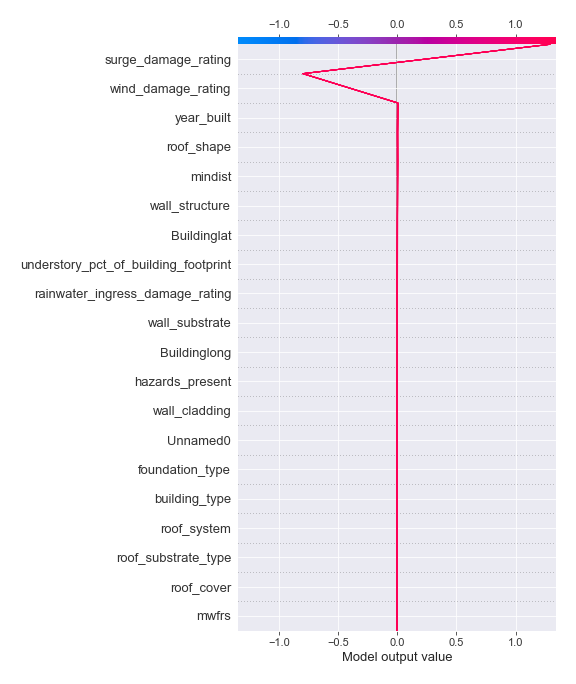 −1.0 −0.5 0.0 0.5 1.0
surge_damage_rating
wind_damage_rating
year_built
roof_shape
mindist
wall_structure
Buildinglat
understory_pct_of_building_footprint
rainwater_ingress_damage_rating
wall_substrate
Buildinglong
hazards_present
wall_cladding
Unnamed0
foundation_type
building_type
roof_system
roof_substrate_type
roof_cover
mwfrs
−1.0 −0.5 0.0 0.5 1.0
Model output value